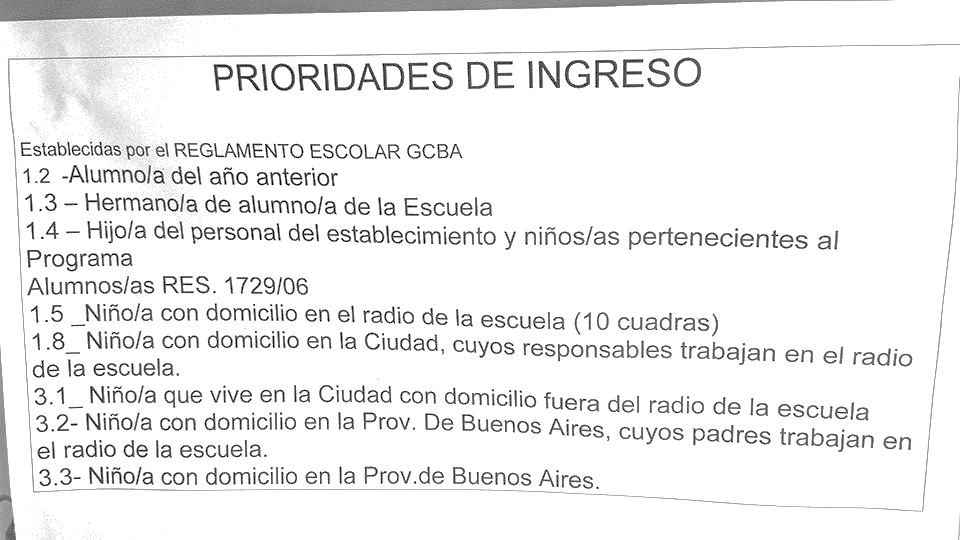 PRIORIDADES DE INGRESO
Establecidas por el REGLAMENTO ESCOLAR GCBA
1.2 -Alumno/a del año anterior
1.3 – Hermano/a de alumno/a de la Escuela
1.4 – Hijo/a del personal del establecimiento y niños/as pertenecientes al
Programa
Alumnos/as RES. 1729/06
1.5 _Niño/a con domicilio en el radio de la escuela (10 cuadras)
1.8_ Niño/a con domicilio en la Ciudad, cuyos responsables trabajan en el radio
de la escuela.
3.1_ Niño/a que vive en la Ciudad con domicilio fuera del radio de la escuela
3.2- Niño/a con domicilio en la Prov. De Buenos Aires, cuyos padres trabajan en
el radio de la escuela.
3.3- Niño/a con domicilio en la Prov.de Buenos Aires.